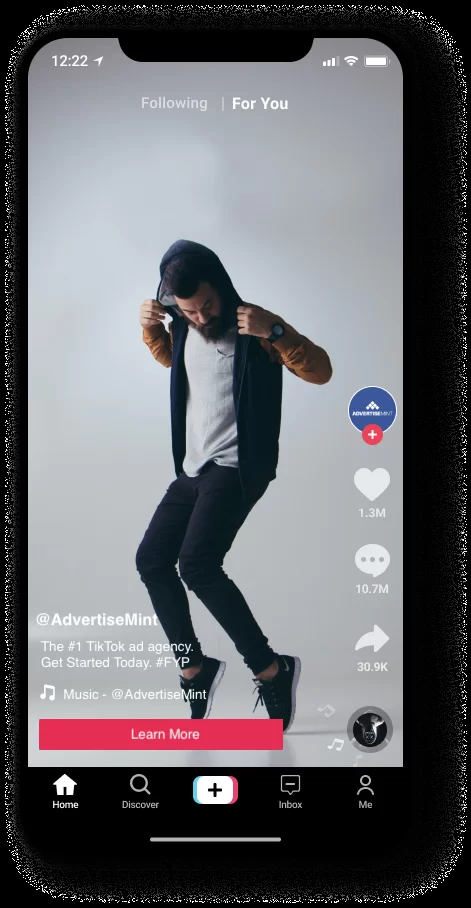 12:22
Following | For You
ADVERTISEMINT
1.3M
10.7M
@AdvertiseMint
The #1 TikTok ad agency.
Get Started Today. #FYP
30.9K
Music - @AdvertiseMint
Learn More
Home
Discover
Inbox
Me